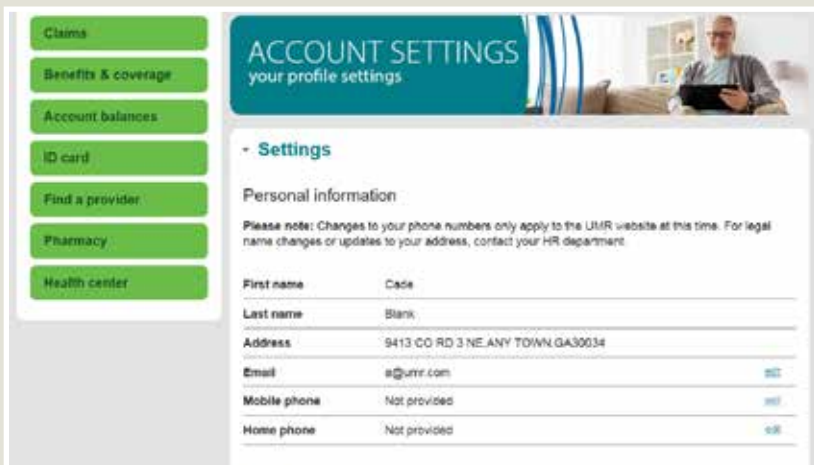 Claims
Benefits & coverage
Account balances
ID card
Find a provider
Pharmacy
Health center
ACCOUNT SETTINGS
your profile settings
Settings
Personal information
Please note: Changes to your phone numbers only apply to the UMR website at this time. For legal
name changes or updates to your address, contact your HR department.
First name Cade
Last name Blank
Address 9413 CO RD 3 NE.ANY TOWN.GA30034
Email a@umr.com edit
Mobile phone Not provided edit
Home phone Not provided edit